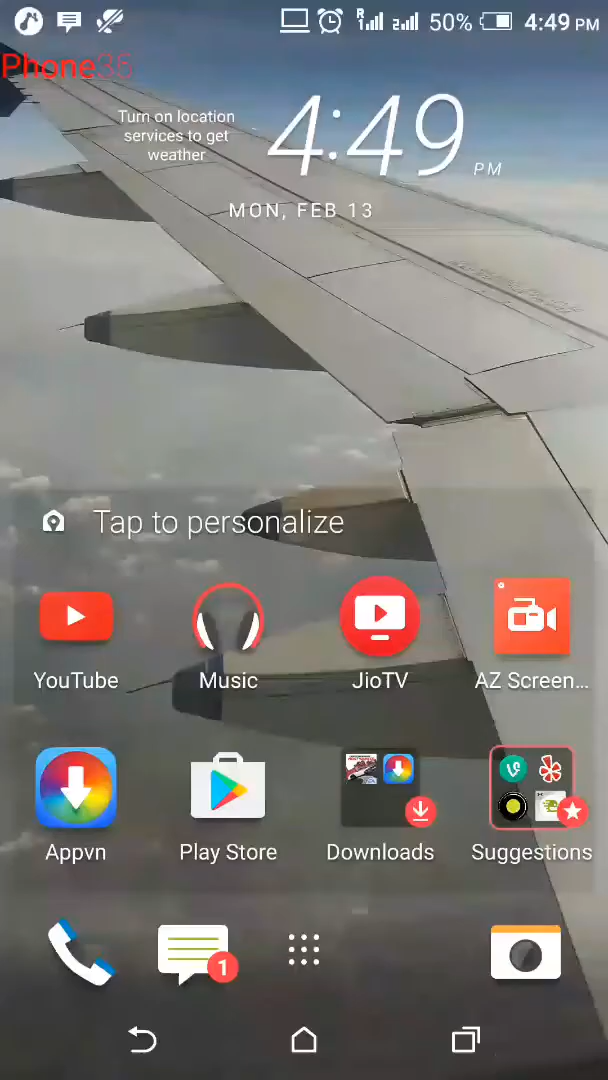 50% 4:49 PM
Phone36
Turn on location
services to get
weather
4:49 PM
MON, FEB 13
Tap to personalize
YouTube Music JioTV AZ Screen...
Appvn Play Store Downloads Suggestions
1